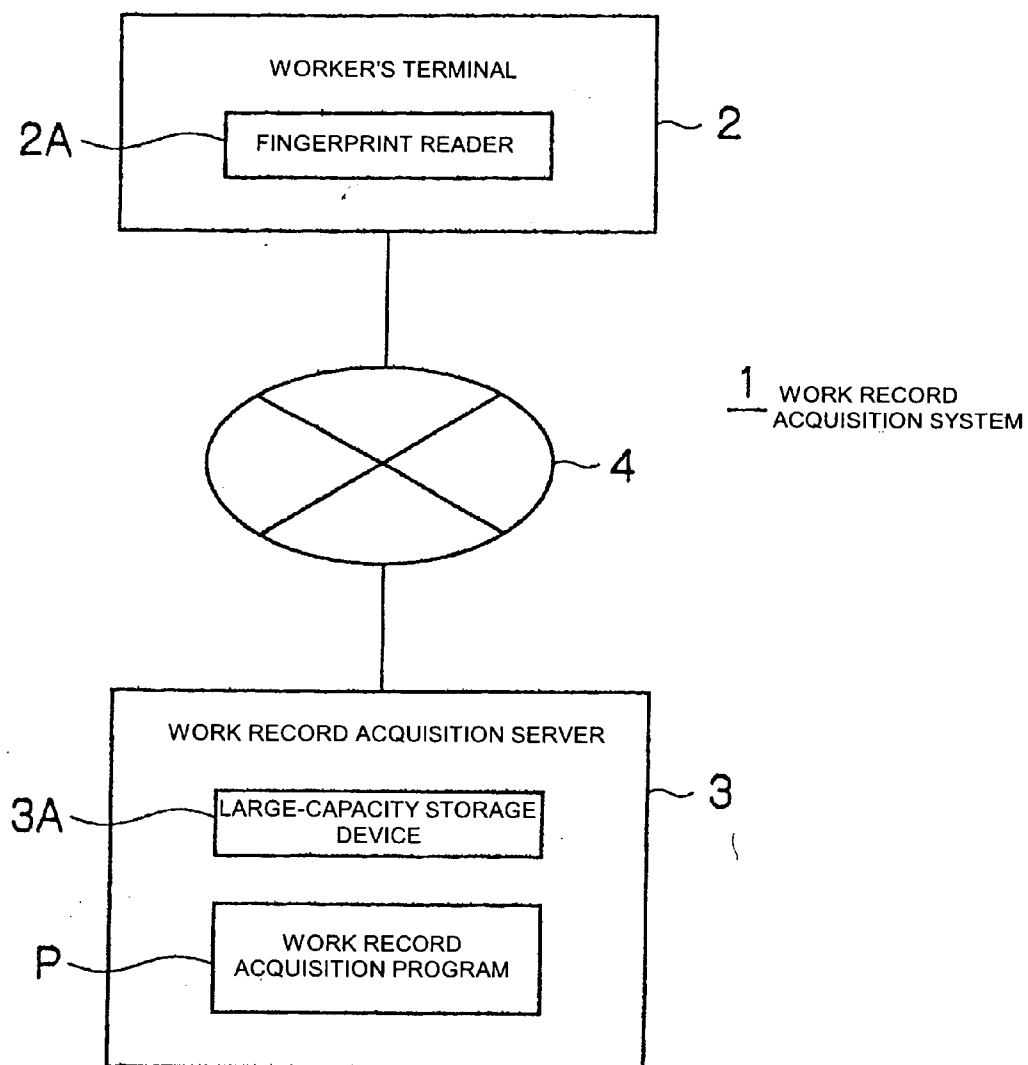 WORKER'S TERMINAL
2A
FINGERPRINT READER
2
1 WORK RECORD
ACQUISITION SYSTEM
4
WORK RECORD ACQUISITION SERVER
3A
LARGE-CAPACITY STORAGE
DEVICE
3
P
WORK RECORD
ACQUISITION PROGRAM